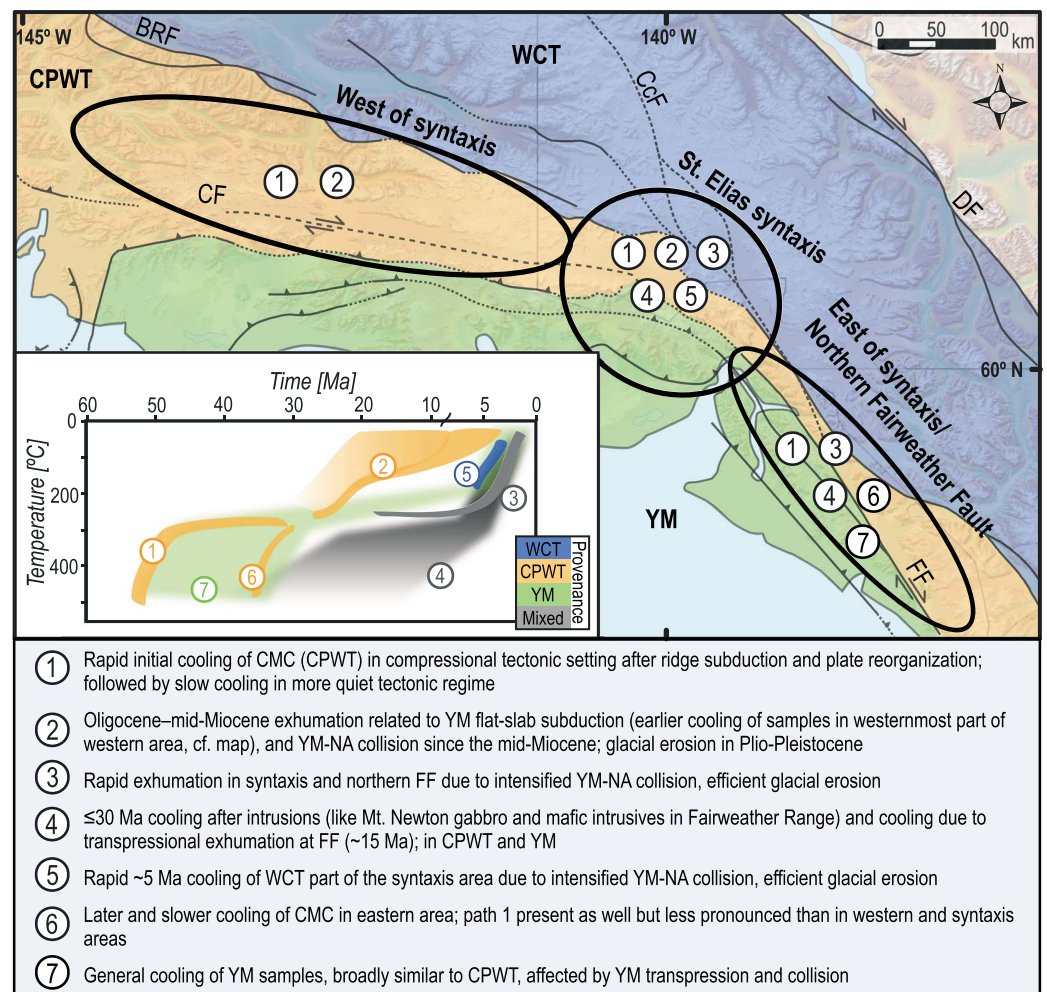 145° W
BRF
CPWT
WCT
140° W
0 50 100 km
N
CcF
West of syntaxis
St. Elias syntaxis
DF
CF
1 2
1 2 3
4 5
East of syntaxis/
Northern Fairweather Fault
60° N
1 3
4 6
7
YM
FF
Time [Ma]
60 50 40 30 20 10 5 0
Temperature [ºC]
0
200
400
1
2
3
4
5
6
7
WCT
CPWT
YM
Mixed
Provenance
1 Rapid initial cooling of CMC (CPWT) in compressional tectonic setting after ridge subduction and plate reorganization;
followed by slow cooling in more quiet tectonic regime
2 Oligocene–mid-Miocene exhumation related to YM flat-slab subduction (earlier cooling of samples in westernmost part of
western area, cf. map), and YM-NA collision since the mid-Miocene; glacial erosion in Plio-Pleistocene
3 Rapid exhumation in syntaxis and northern FF due to intensified YM-NA collision, efficient glacial erosion
4 ≤30 Ma cooling after intrusions (like Mt. Newton gabbro and mafic intrusives in Fairweather Range) and cooling due to
transpressional exhumation at FF (~15 Ma); in CPWT and YM
5 Rapid ~5 Ma cooling of WCT part of the syntaxis area due to intensified YM-NA collision, efficient glacial erosion
6 Later and slower cooling of CMC in eastern area; path 1 present as well but less pronounced than in western and syntaxis
areas
7 General cooling of YM samples, broadly similar to CPWT, affected by YM transpression and collision